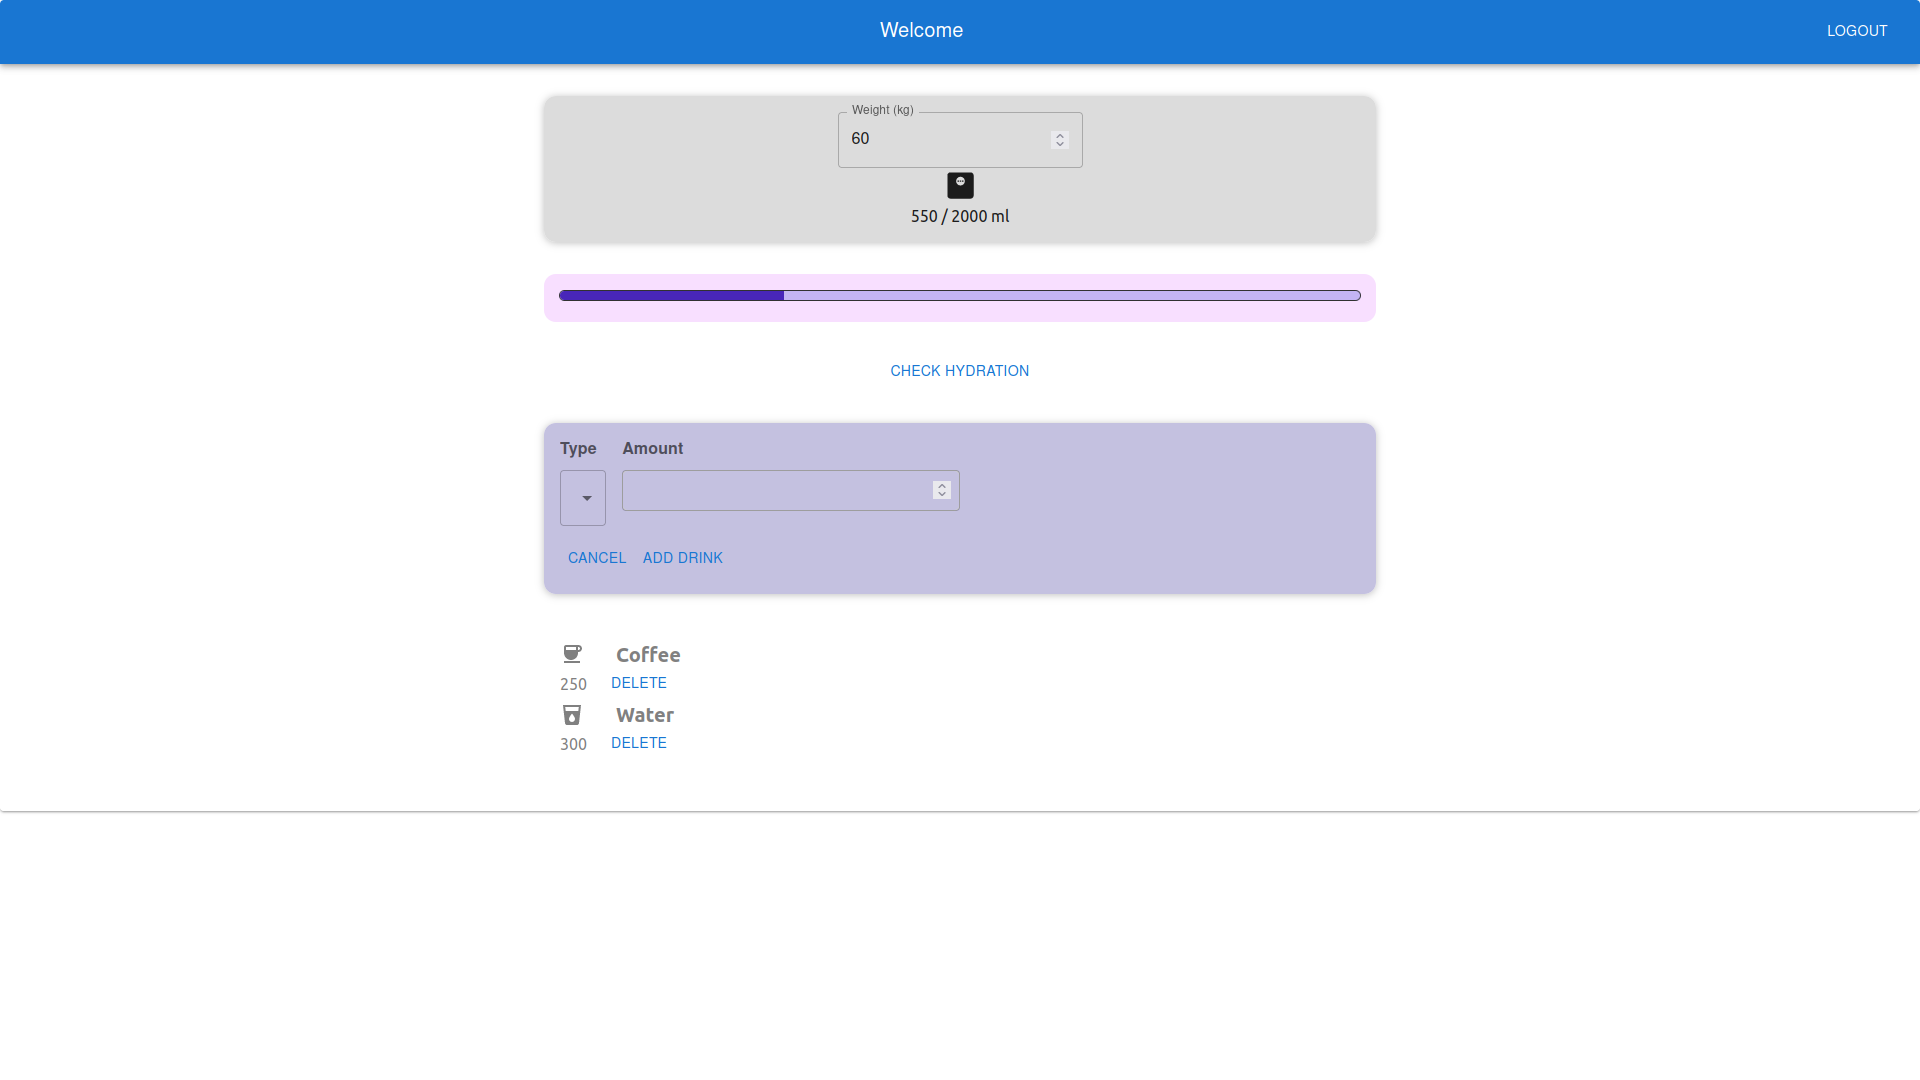 Welcome
LOGOUT
Weight (kg)
60
550 / 2000 ml
CHECK HYDRATION
Type Amount
CANCEL ADD DRINK
Coffee
250 DELETE
Water
300 DELETE